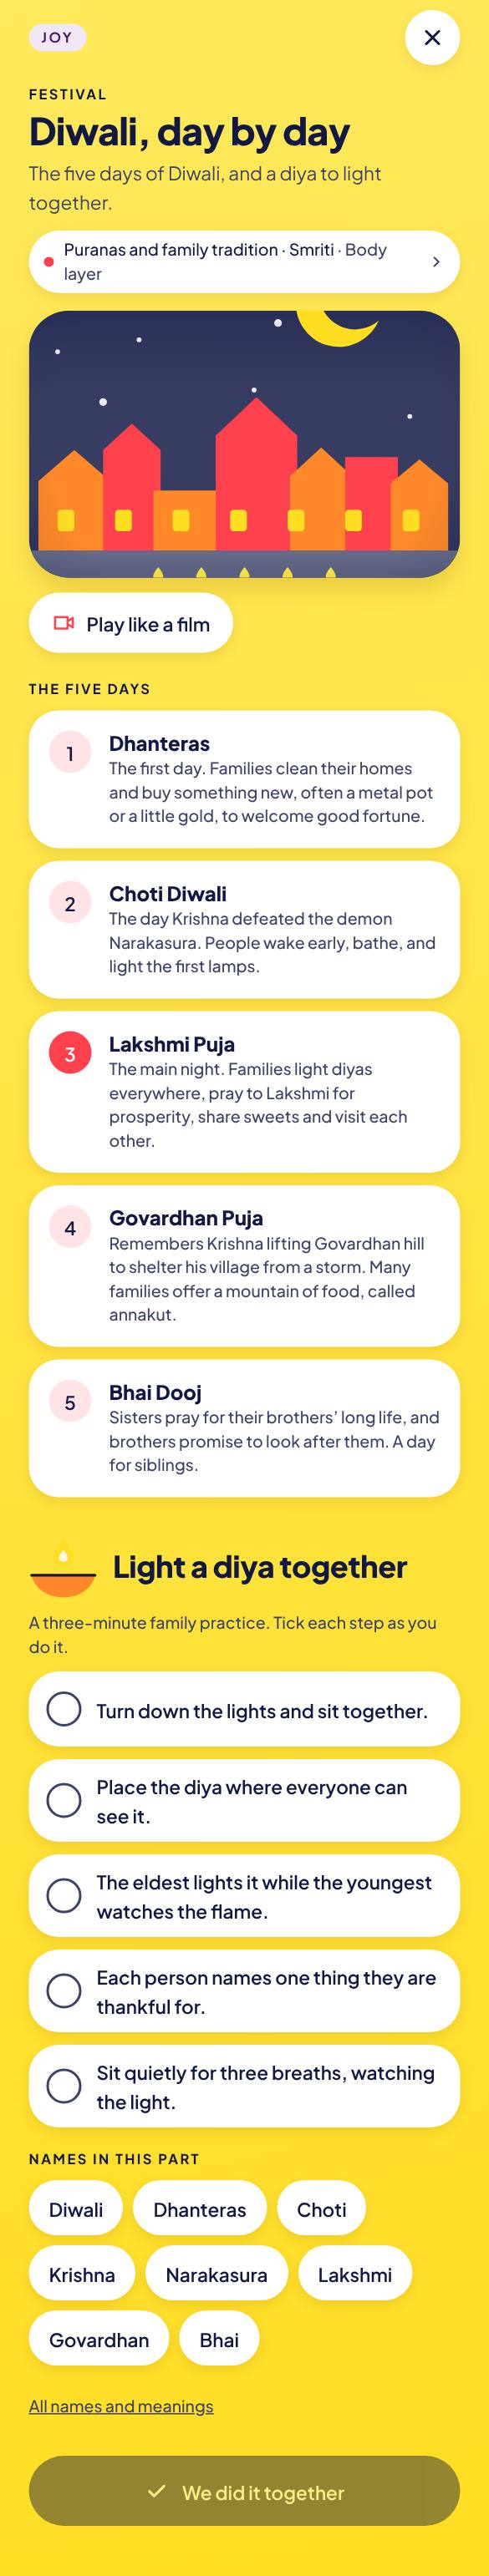 JOY
FESTIVAL
Diwali, day by day
The five days of Diwali, and a diya to light
together.
Puranas and family tradition · Smriti · Body
layer
Play like a film
THE FIVE DAYS
1
Dhanteras
The first day. Families clean their homes
and buy something new, often a metal pot
or a little gold, to welcome good fortune.
2
Choti Diwali
The day Krishna defeated the demon
Narakasura. People wake early, bathe, and
light the first lamps.
3
Lakshmi Puja
The main night. Families light diyas
everywhere, pray to Lakshmi for
prosperity, share sweets and visit each
other.
4
Govardhan Puja
Remembers Krishna lifting Govardhan hill
to shelter his village from a storm. Many
families offer a mountain of food, called
annakut.
5
Bhai Dooj
Sisters pray for their brothers' long life, and
brothers promise to look after them. A day
for siblings.
Light a diya together
A three-minute family practice. Tick each step as you
do it.
Turn down the lights and sit together.
Place the diya where everyone can
see it.
The eldest lights it while the youngest
watches the flame.
Each person names one thing they are
thankful for.
Sit quietly for three breaths, watching
the light.
NAMES IN THIS PART
Diwali Dhanteras Choti
Krishna Narakasura Lakshmi
Govardhan Bhai
All names and meanings
We did it together